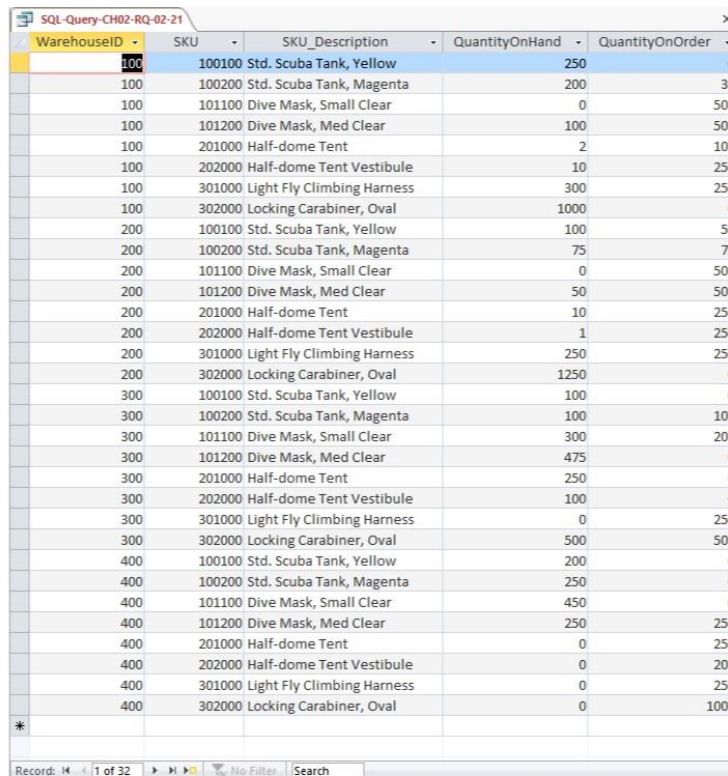 SQL-Query-CH02-RQ-02-21
WarehouseID SKU SKU_Description QuantityOnHand QuantityOnOrder
100 100100 Std. Scuba Tank, Yellow 250
100 100200 Std. Scuba Tank, Magenta 200 3
100 101100 Dive Mask, Small Clear 0 50
100 101200 Dive Mask, Med Clear 100 50
100 201000 Half-dome Tent 2 10
100 202000 Half-dome Tent Vestibule 10 25
100 301000 Light Fly Climbing Harness 300 25
100 302000 Locking Carabiner, Oval 1000
200 100100 Std. Scuba Tank, Yellow 100 5
200 100200 Std. Scuba Tank, Magenta 75 7
200 101100 Dive Mask, Small Clear 0 50
200 101200 Dive Mask, Med Clear 50 50
200 201000 Half-dome Tent 10 25
200 202000 Half-dome Tent Vestibule 1 25
200 301000 Light Fly Climbing Harness 250 25
200 302000 Locking Carabiner, Oval 1250
300 100100 Std. Scuba Tank, Yellow 100
300 100200 Std. Scuba Tank, Magenta 100 10
300 101100 Dive Mask, Small Clear 300 20
300 101200 Dive Mask, Med Clear 475
300 201000 Half-dome Tent 250
300 202000 Half-dome Tent Vestibule 100
300 301000 Light Fly Climbing Harness 0 25
300 302000 Locking Carabiner, Oval 500 50
400 100100 Std. Scuba Tank, Yellow 200
400 100200 Std. Scuba Tank, Magenta 250
400 101100 Dive Mask, Small Clear 450
400 101200 Dive Mask, Med Clear 250 25
400 201000 Half-dome Tent 0 25
400 202000 Half-dome Tent Vestibule 0 20
400 301000 Light Fly Climbing Harness 0 25
400 302000 Locking Carabiner, Oval 0 100
Record: 1 of 32 No Filter Search